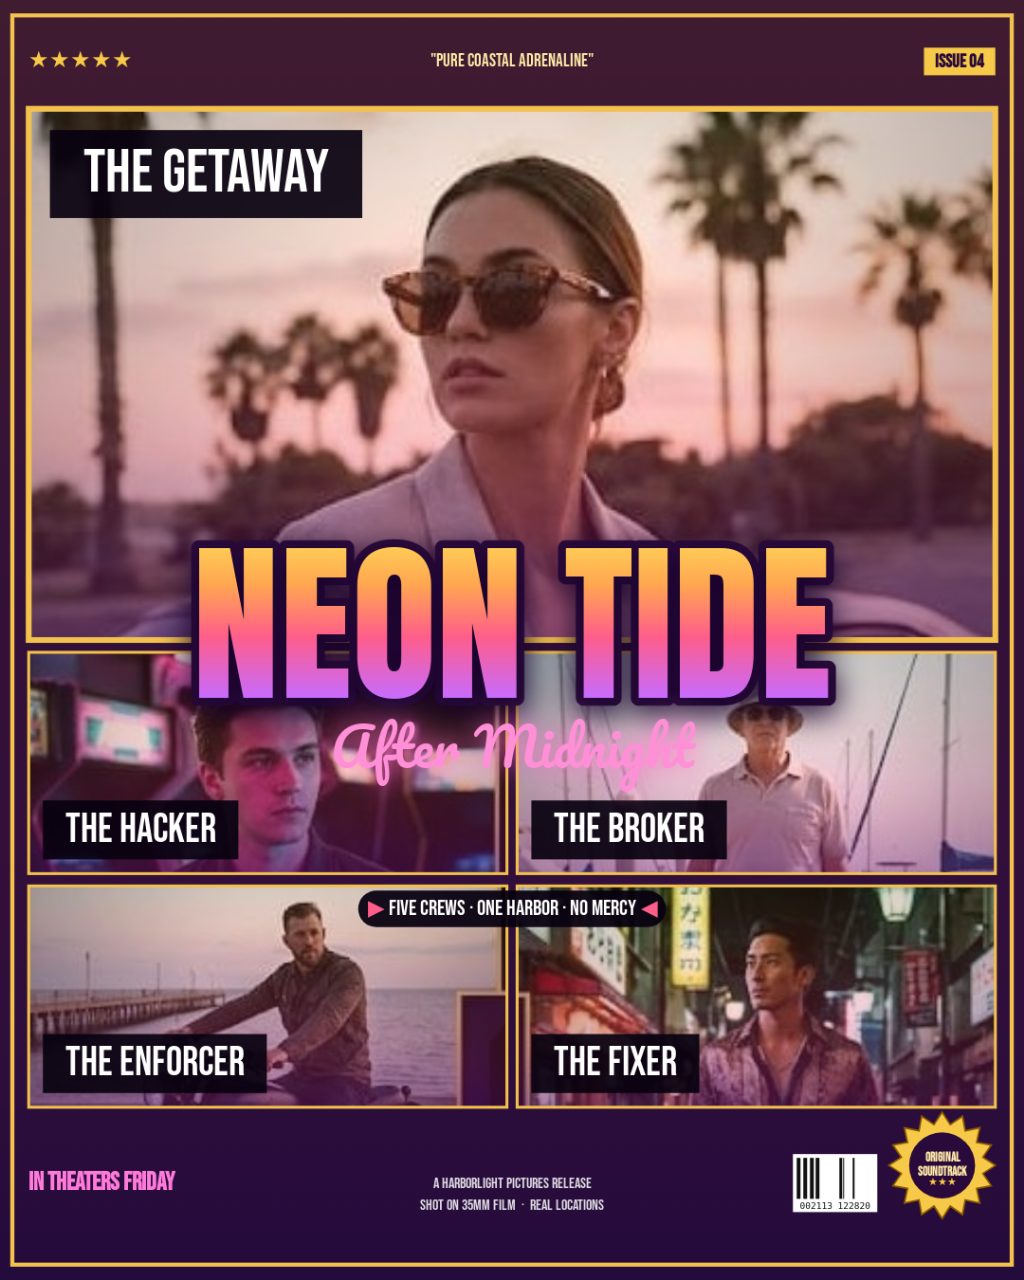 ★★★★★
"PURE COASTAL ADRENALINE"
ISSUE 04
THE GETAWAY
NEON TIDE
After Midnight
THE HACKER
THE BROKER
▶ FIVE CREWS · ONE HARBOR · NO MERCY ◀
THE ENFORCER
THE FIXER
IN THEATERS FRIDAY
A HARBORLIGHT PICTURES RELEASE
SHOT ON 35MM FILM · REAL LOCATIONS
002113 122820
ORIGINAL
SOUNDTRACK
★★★